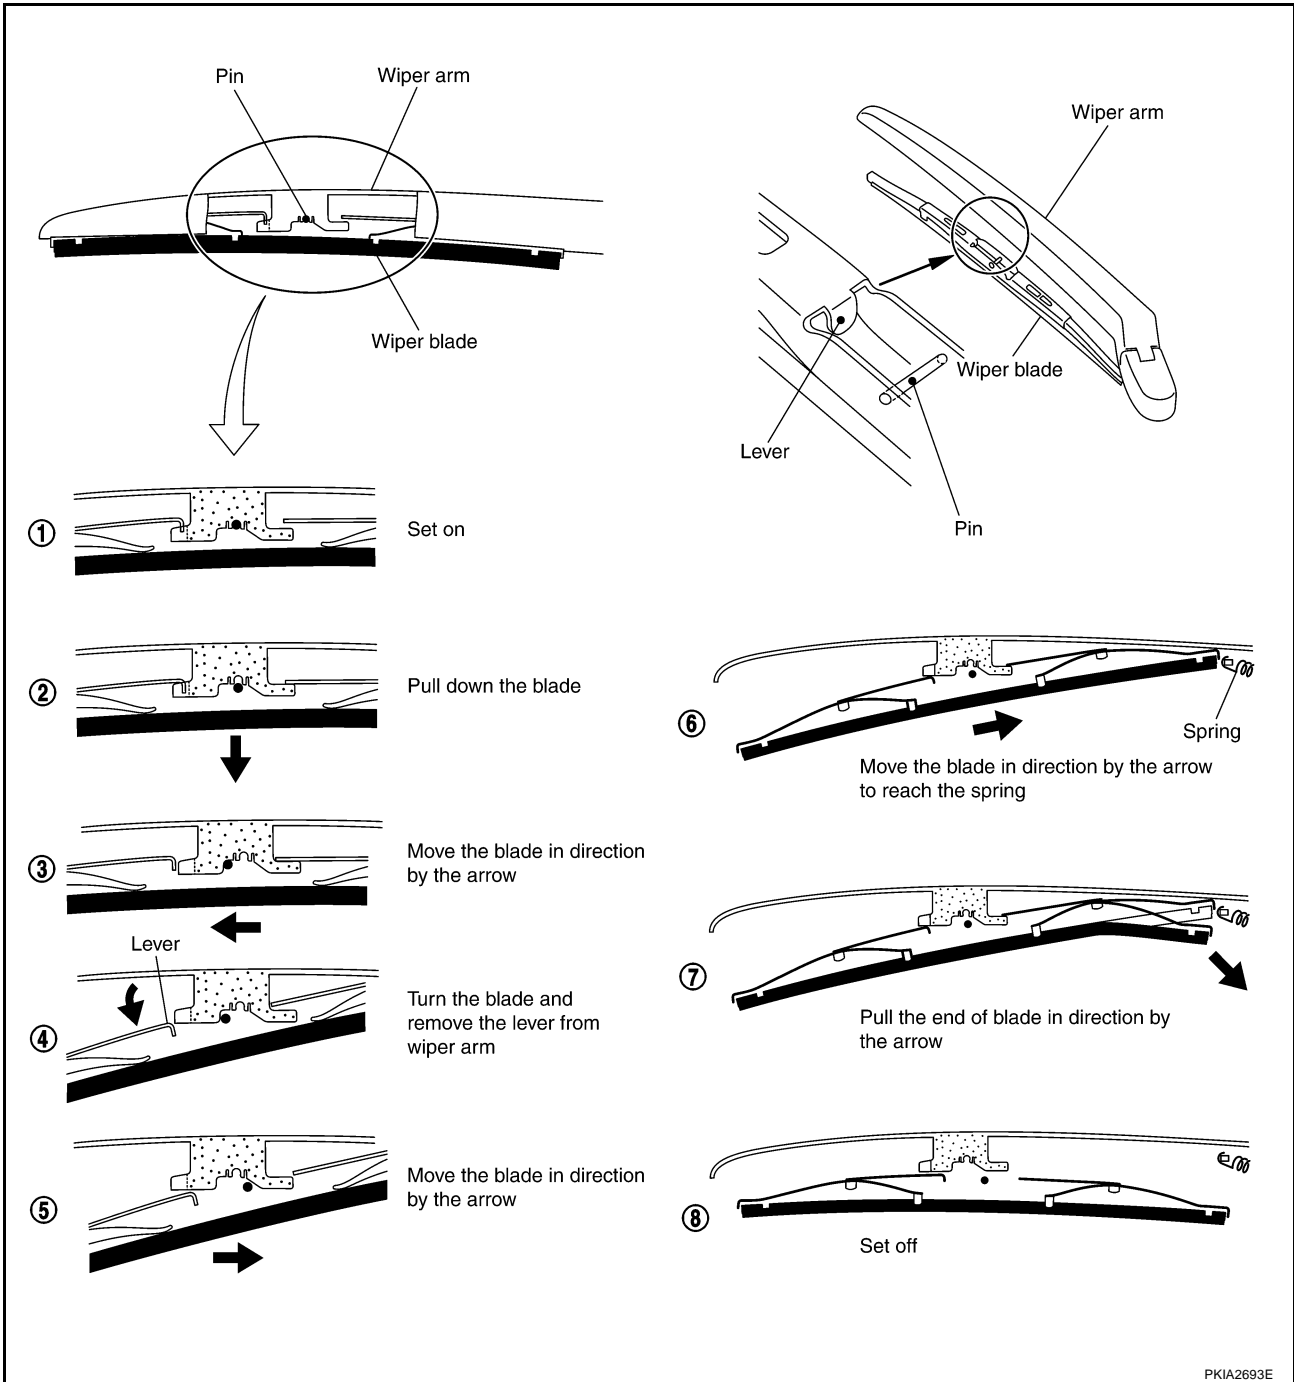 Pin
Wiper arm
Wiper blade
Wiper arm
Wiper blade
Lever
Pin
1
Set on
2
Pull down the blade
3
Move the blade in direction
by the arrow
Lever
4
Turn the blade and
remove the lever from
wiper arm
5
Move the blade in direction
by the arrow
6
Spring
Move the blade in direction by the arrow
to reach the spring
7
Pull the end of blade in direction by
the arrow
8
Set off
PKIA2693E